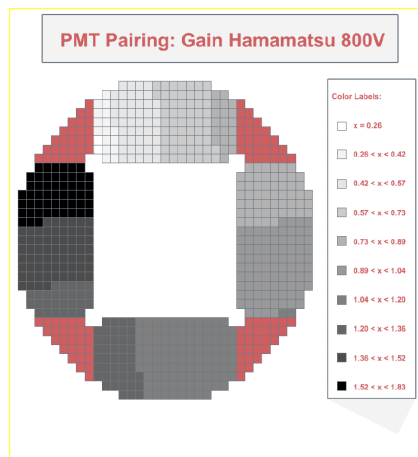 PMT Pairing: Gain Hamamatsu 800V
Color Labels:
x = 0.26
0.26 < x < 0.42
0.42 < x < 0.57
0.57 < x < 0.73
0.73 < x < 0.89
0.89 < x < 1.04
1.04 < x < 1.20
1.20 < x < 1.36
1.36 < x < 1.52
1.52 < x < 1.83